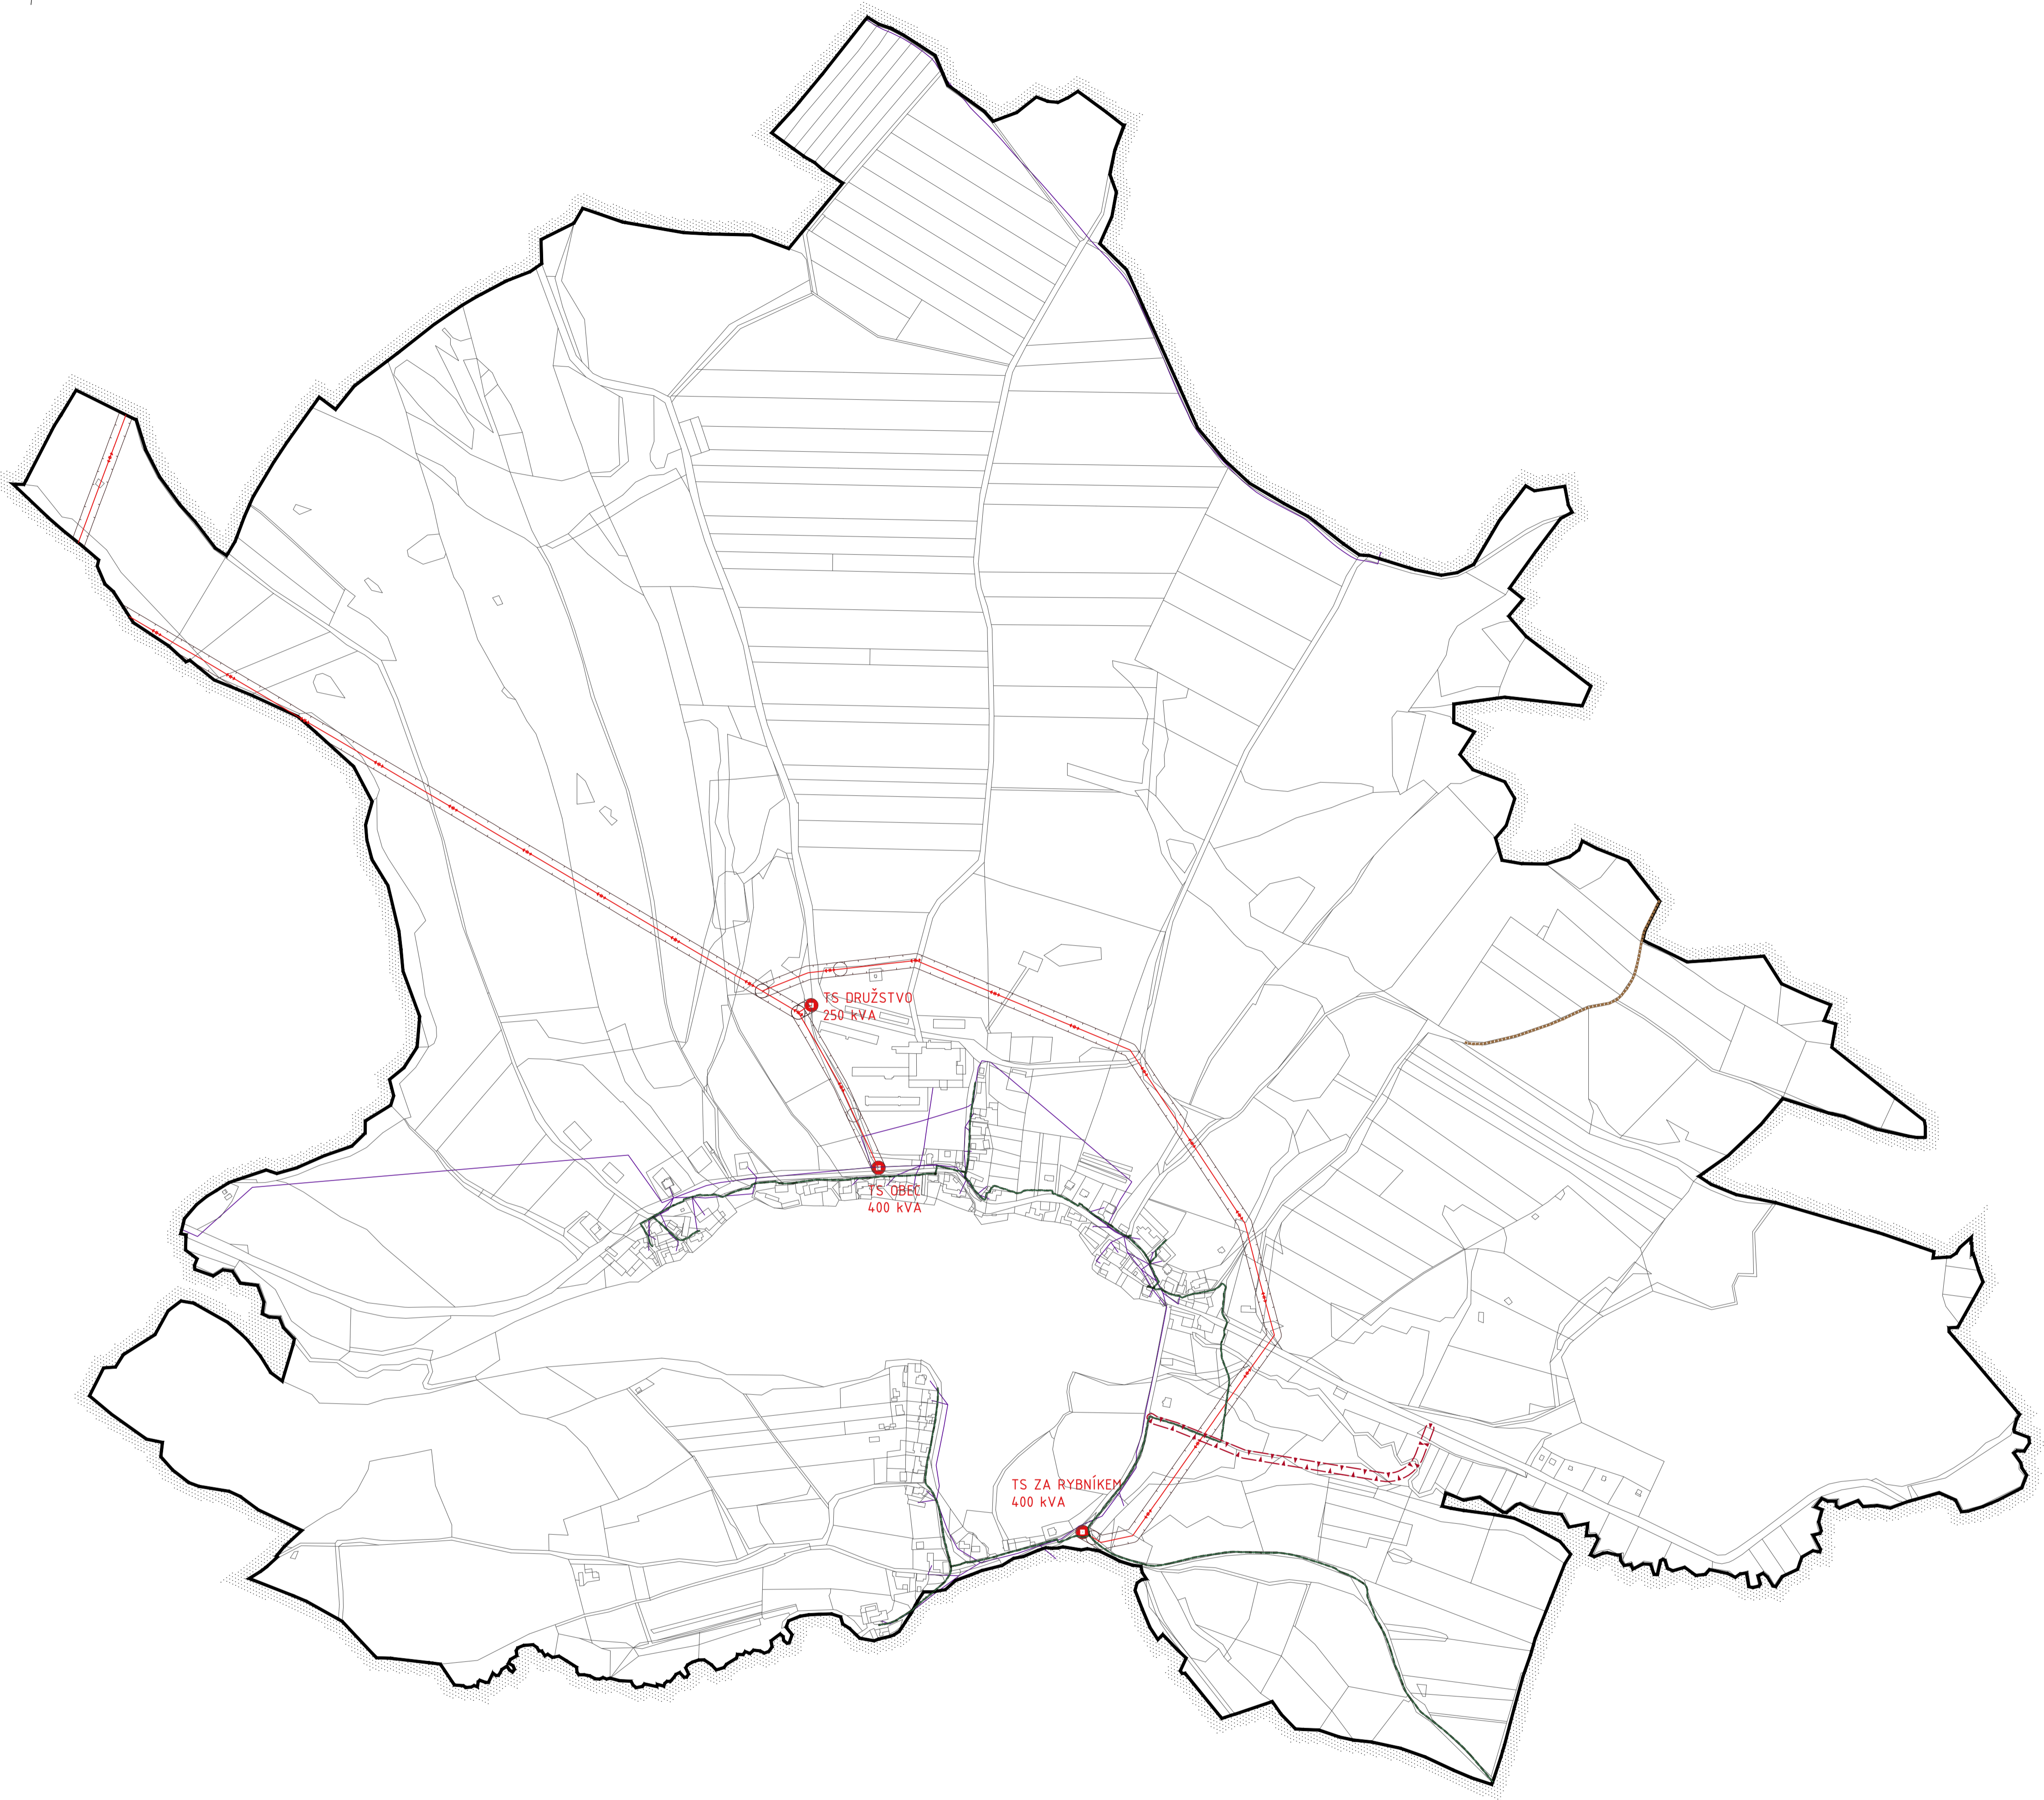 TS DRUŽSTVO
250 kVA
TS OBEC
400 kVA
TS ZA RYBNÍKEM
400 kVA